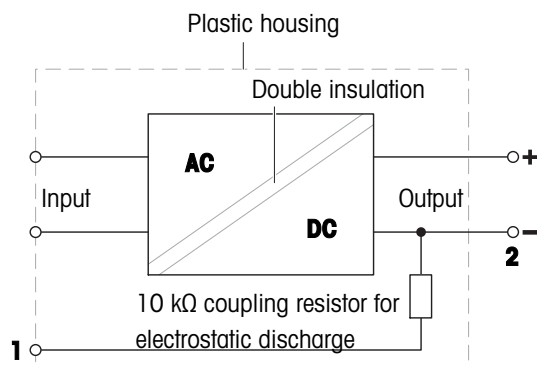 Plastic housing
Double insulation
AC
+
Input
Output
DC
−
2
10 kΩ coupling resistor for
electrostatic discharge
1